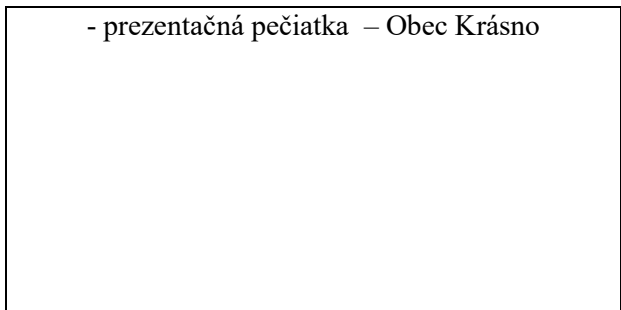 - prezentačná pečiatka – Obec Krásno